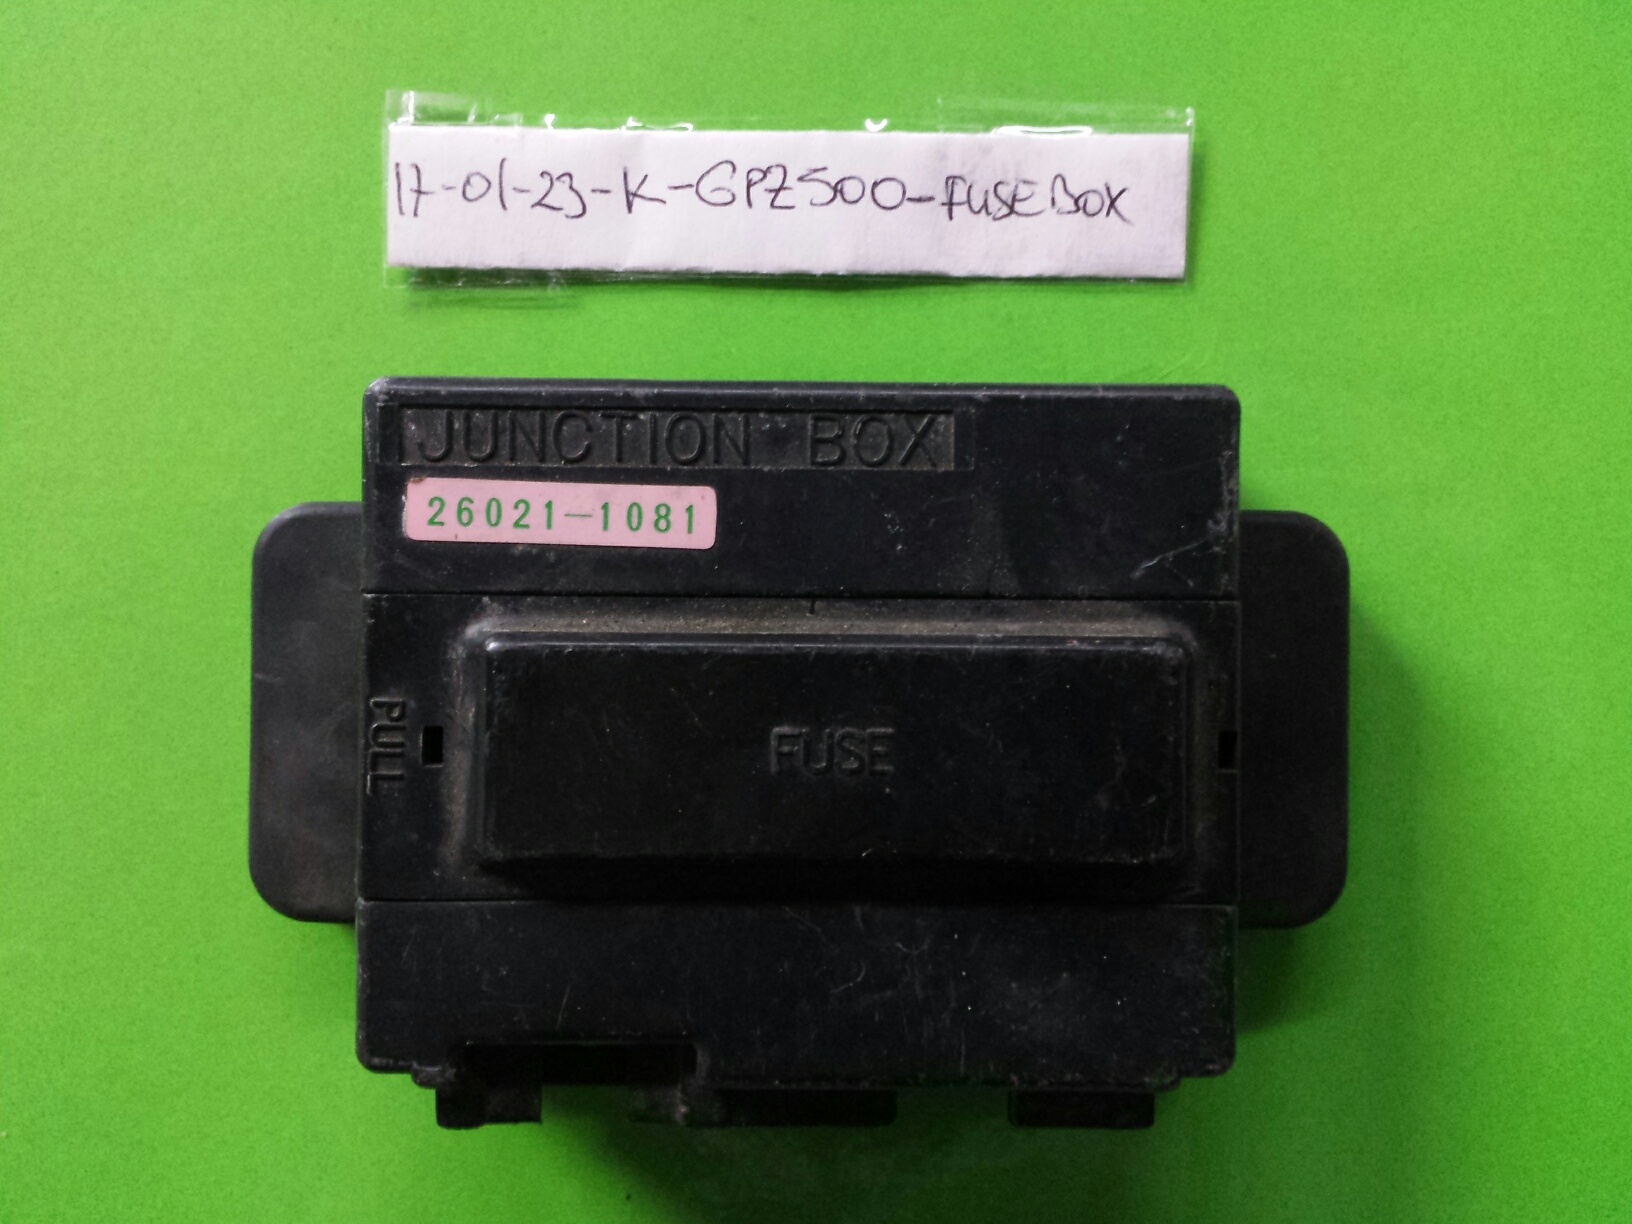 17-01-23-K-GPZ500-FUSEBOX
JUNCTION BOX
26021-1081
PULL
FUSE